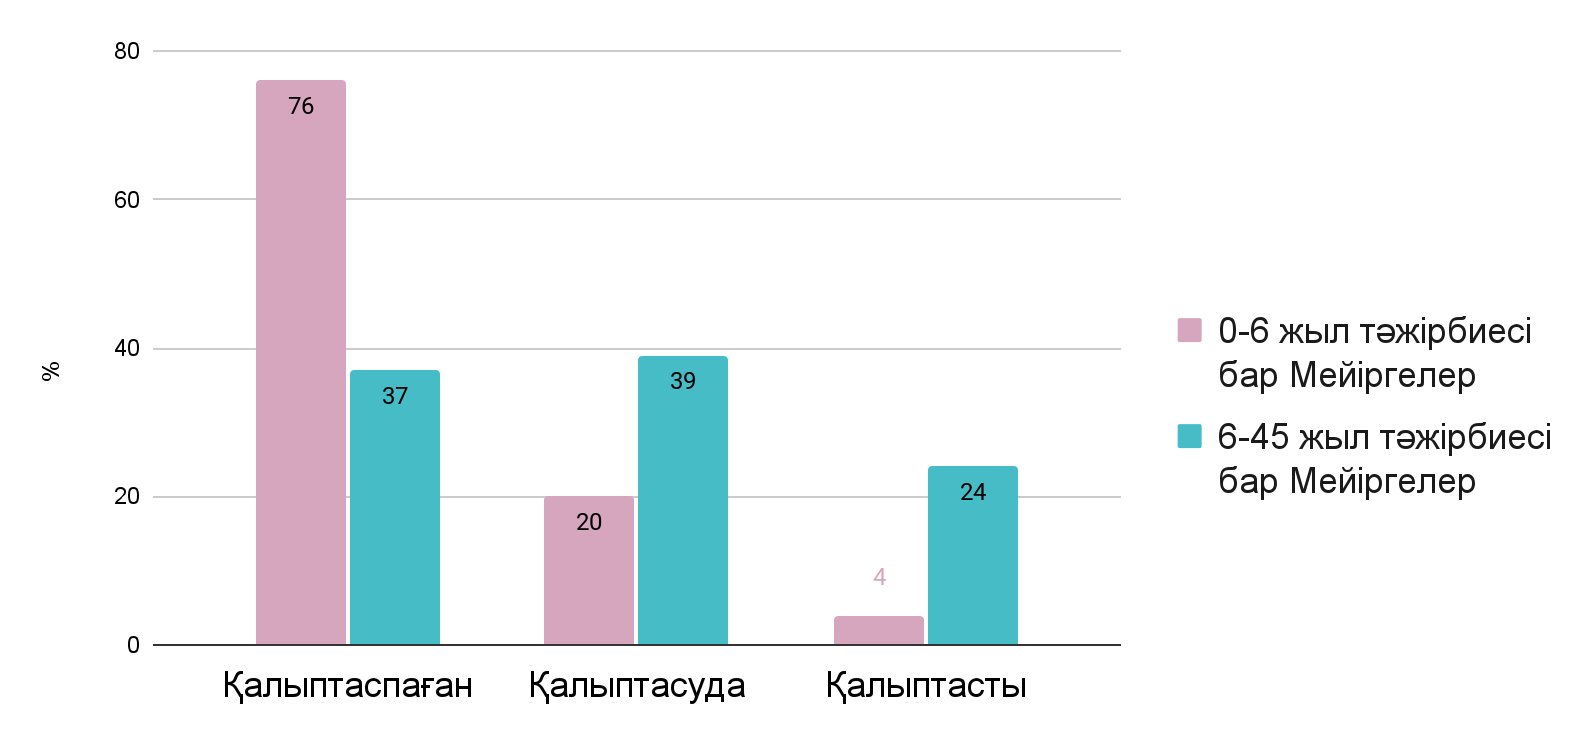 80
60
40
20
0
%
76
37
20
39
4
24
Қалыптаспаған
Қалыптасуда
Қалыптасты
0-6 жыл тәжірбиесі
бар Мейіргелер
6-45 жыл тәжірбиесі
бар Мейіргелер